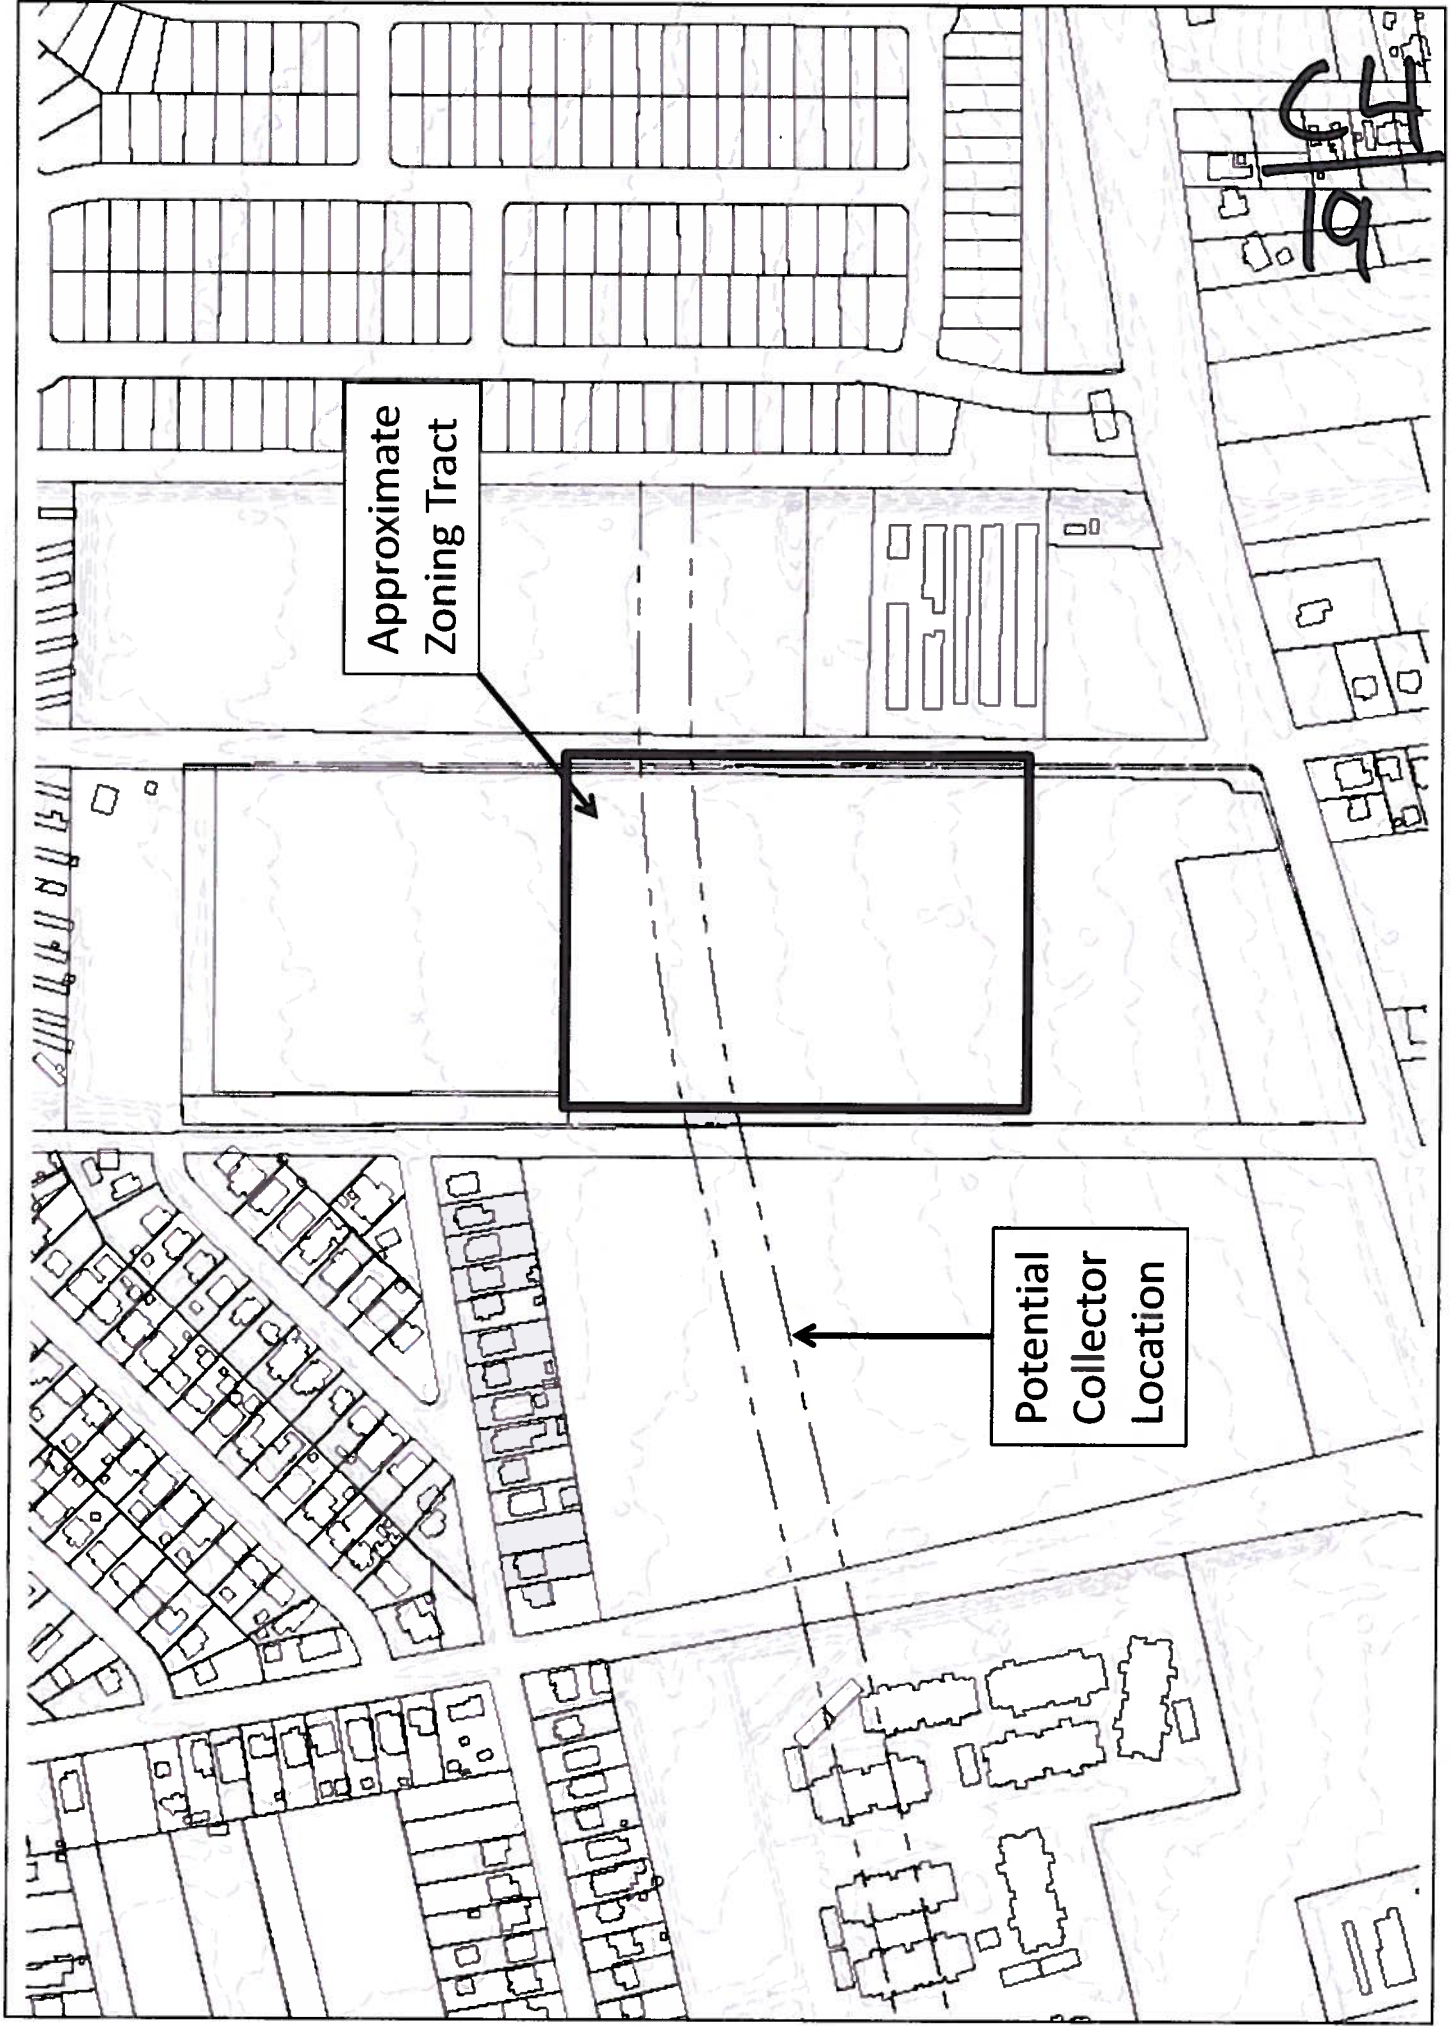 C4
19
Approximate
Zoning Tract
Potential
Collector
Location